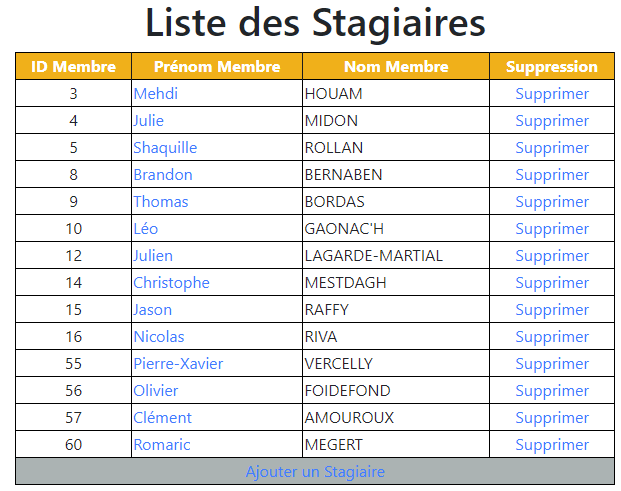 Liste des Stagiaires
ID Membre Prénom Membre Nom Membre Suppression
3 Mehdi HOUAM Supprimer
4 Julie MIDON Supprimer
5 Shaquille ROLLAN Supprimer
8 Brandon BERNABEN Supprimer
9 Thomas BORDAS Supprimer
10 Léo GAONAC'H Supprimer
12 Julien LAGARDE-MARTIAL Supprimer
14 Christophe MESTDAGH Supprimer
15 Jason RAFFY Supprimer
16 Nicolas RIVA Supprimer
55 Pierre-Xavier VERCELLY Supprimer
56 Olivier FOIDEFOND Supprimer
57 Clément AMOUROUX Supprimer
60 Romaric MEGERT Supprimer
Ajouter un Stagiaire